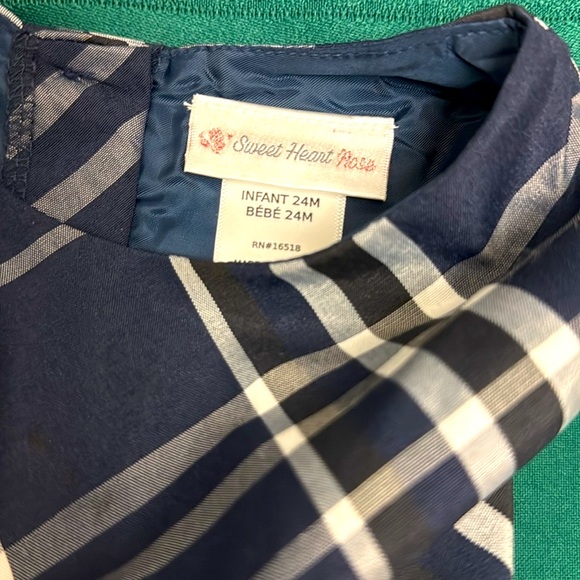 Sweet Heart Rose
INFANT 24M
BÉBÉ 24M
RN#16518